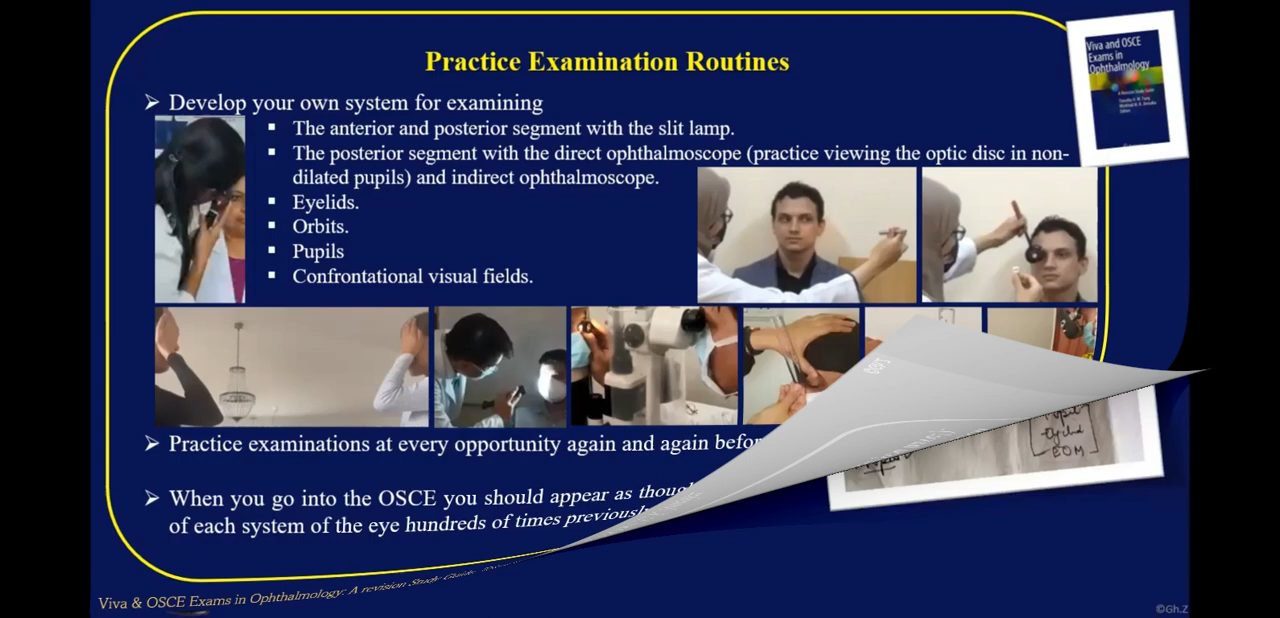 Practice Examination Routines
Develop your own system for examining
The anterior and posterior segment with the slit lamp.
The posterior segment with the direct ophthalmoscope (practice viewing the optic disc in non-
dilated pupils) and indirect ophthalmoscope.
Eyelids.
Orbits.
Pupils
Confrontational visual fields.
Practice examinations at every opportunity again and again
When you go into the OSCE you should appear as
of each system of the eye hundreds of times previously
Viva & OSCE Exams in Ophthalmology: A revision Study Guide
Viva and OSCE
Exams in
Ophthalmology
EOM
©Gh.Z